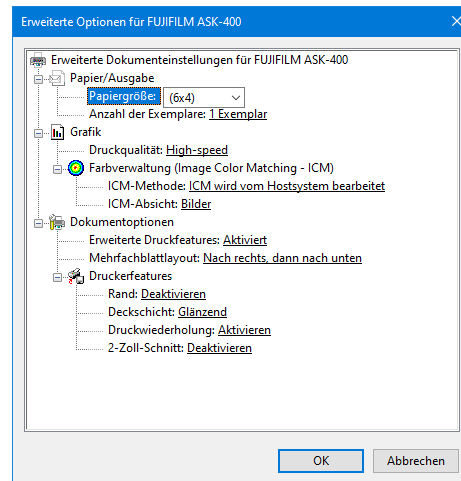 Erweiterte Optionen für FUJIFILM ASK-400
Erweiterte Dokumenteinstellungen für FUJIFILM ASK-400
Papier/Ausgabe
Papiergröße: (6x4)
Anzahl der Exemplare: 1 Exemplar
Grafik
Druckqualität: High-speed
Farbverwaltung (Image Color Matching - ICM)
ICM-Methode: ICM wird vom Hostsystem bearbeitet
ICM-Absicht: Bilder
Dokumentoptionen
Erweiterte Druckfeatures: Aktiviert
Mehrfachblattlayout: Nach rechts, dann nach unten
Druckerfeatures
Rand: Deaktivieren
Deckschicht: Glänzend
Druckwiederholung: Aktivieren
2-Zoll-Schnitt: Deaktivieren
OK Abbrechen